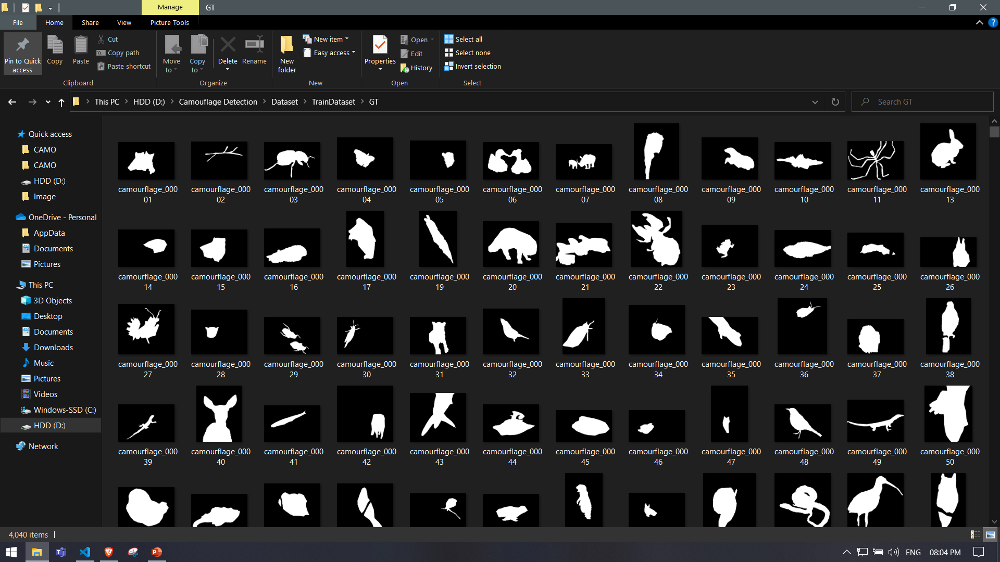 Manage
GT
File
Home
Share
View
Picture Tools
Pin to Quick access
Copy
Paste
Cut
Copy path
Paste shortcut
Clipboard
Move to
Copy to
Delete
Rename
Organize
New folder
New item
Easy access
New
Properties
Open
Edit
History
Open
Select all
Select none
Invert selection
Select
This PC
HDD (D:)
Camouflage Detection
Dataset
TrainDataset
GT
Search GT
Quick access
CAMO
CAMO
HDD (D:)
Image
OneDrive - Personal
AppData
Documents
Pictures
This PC
3D Objects
Desktop
Documents
Downloads
Music
Pictures
Videos
Windows-SSD (C:)
HDD (D:)
Network
camourflage_00001
camourflage_00002
camourflage_00003
camourflage_00004
camourflage_00005
camourflage_00006
camourflage_00007
camourflage_00008
camourflage_00009
camourflage_00010
camourflage_00011
camourflage_00013
camourflage_00014
camourflage_00015
camourflage_00016
camourflage_00017
camourflage_00019
camourflage_00020
camourflage_00021
camourflage_00022
camourflage_00023
camourflage_00024
camourflage_00025
camourflage_00026
camourflage_00027
camourflage_00028
camourflage_00029
camourflage_00030
camourflage_00031
camourflage_00032
camourflage_00033
camourflage_00034
camourflage_00035
camourflage_00036
camourflage_00037
camourflage_00038
camourflage_00039
camourflage_00040
camourflage_00041
camourflage_00042
camourflage_00043
camourflage_00044
camourflage_00045
camourflage_00046
camourflage_00047
camourflage_00048
camourflage_00049
camourflage_00050
4,040 items
ENG
08:04 PM